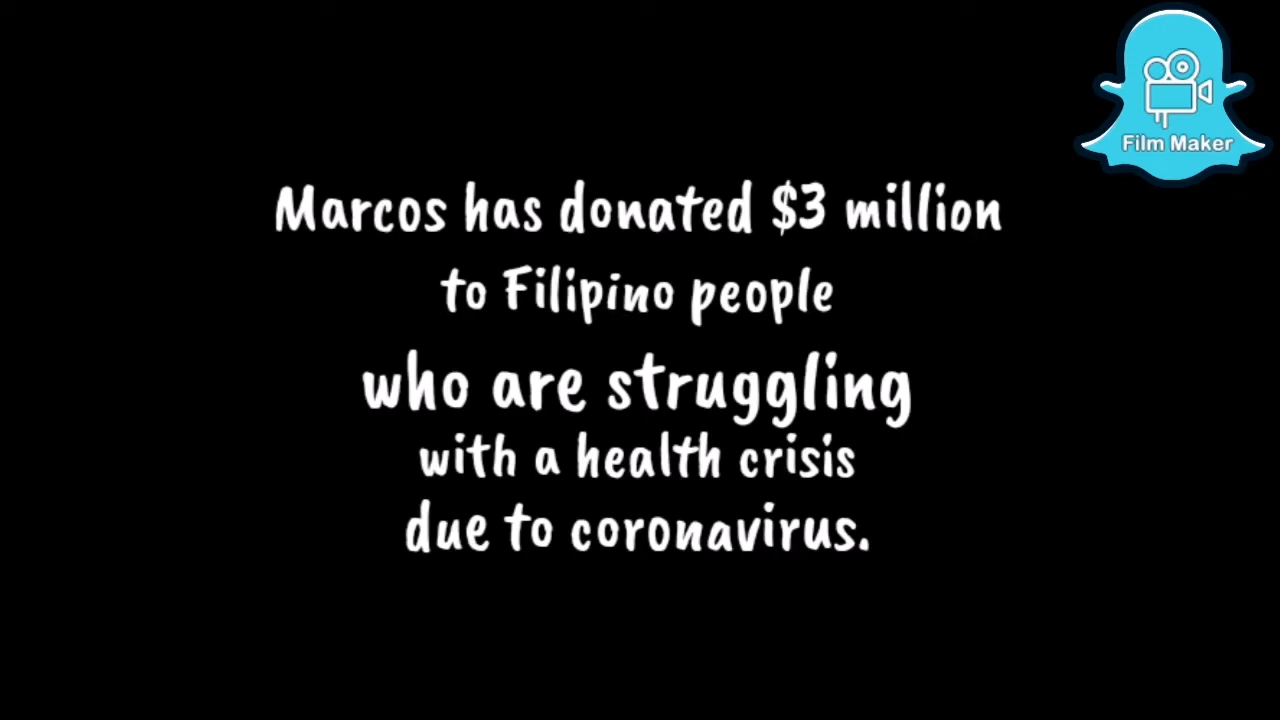 Film Maker
Marcos has donated $3 million
to Filipino people
who are struggling
with a health crisis
due to coronavirus.